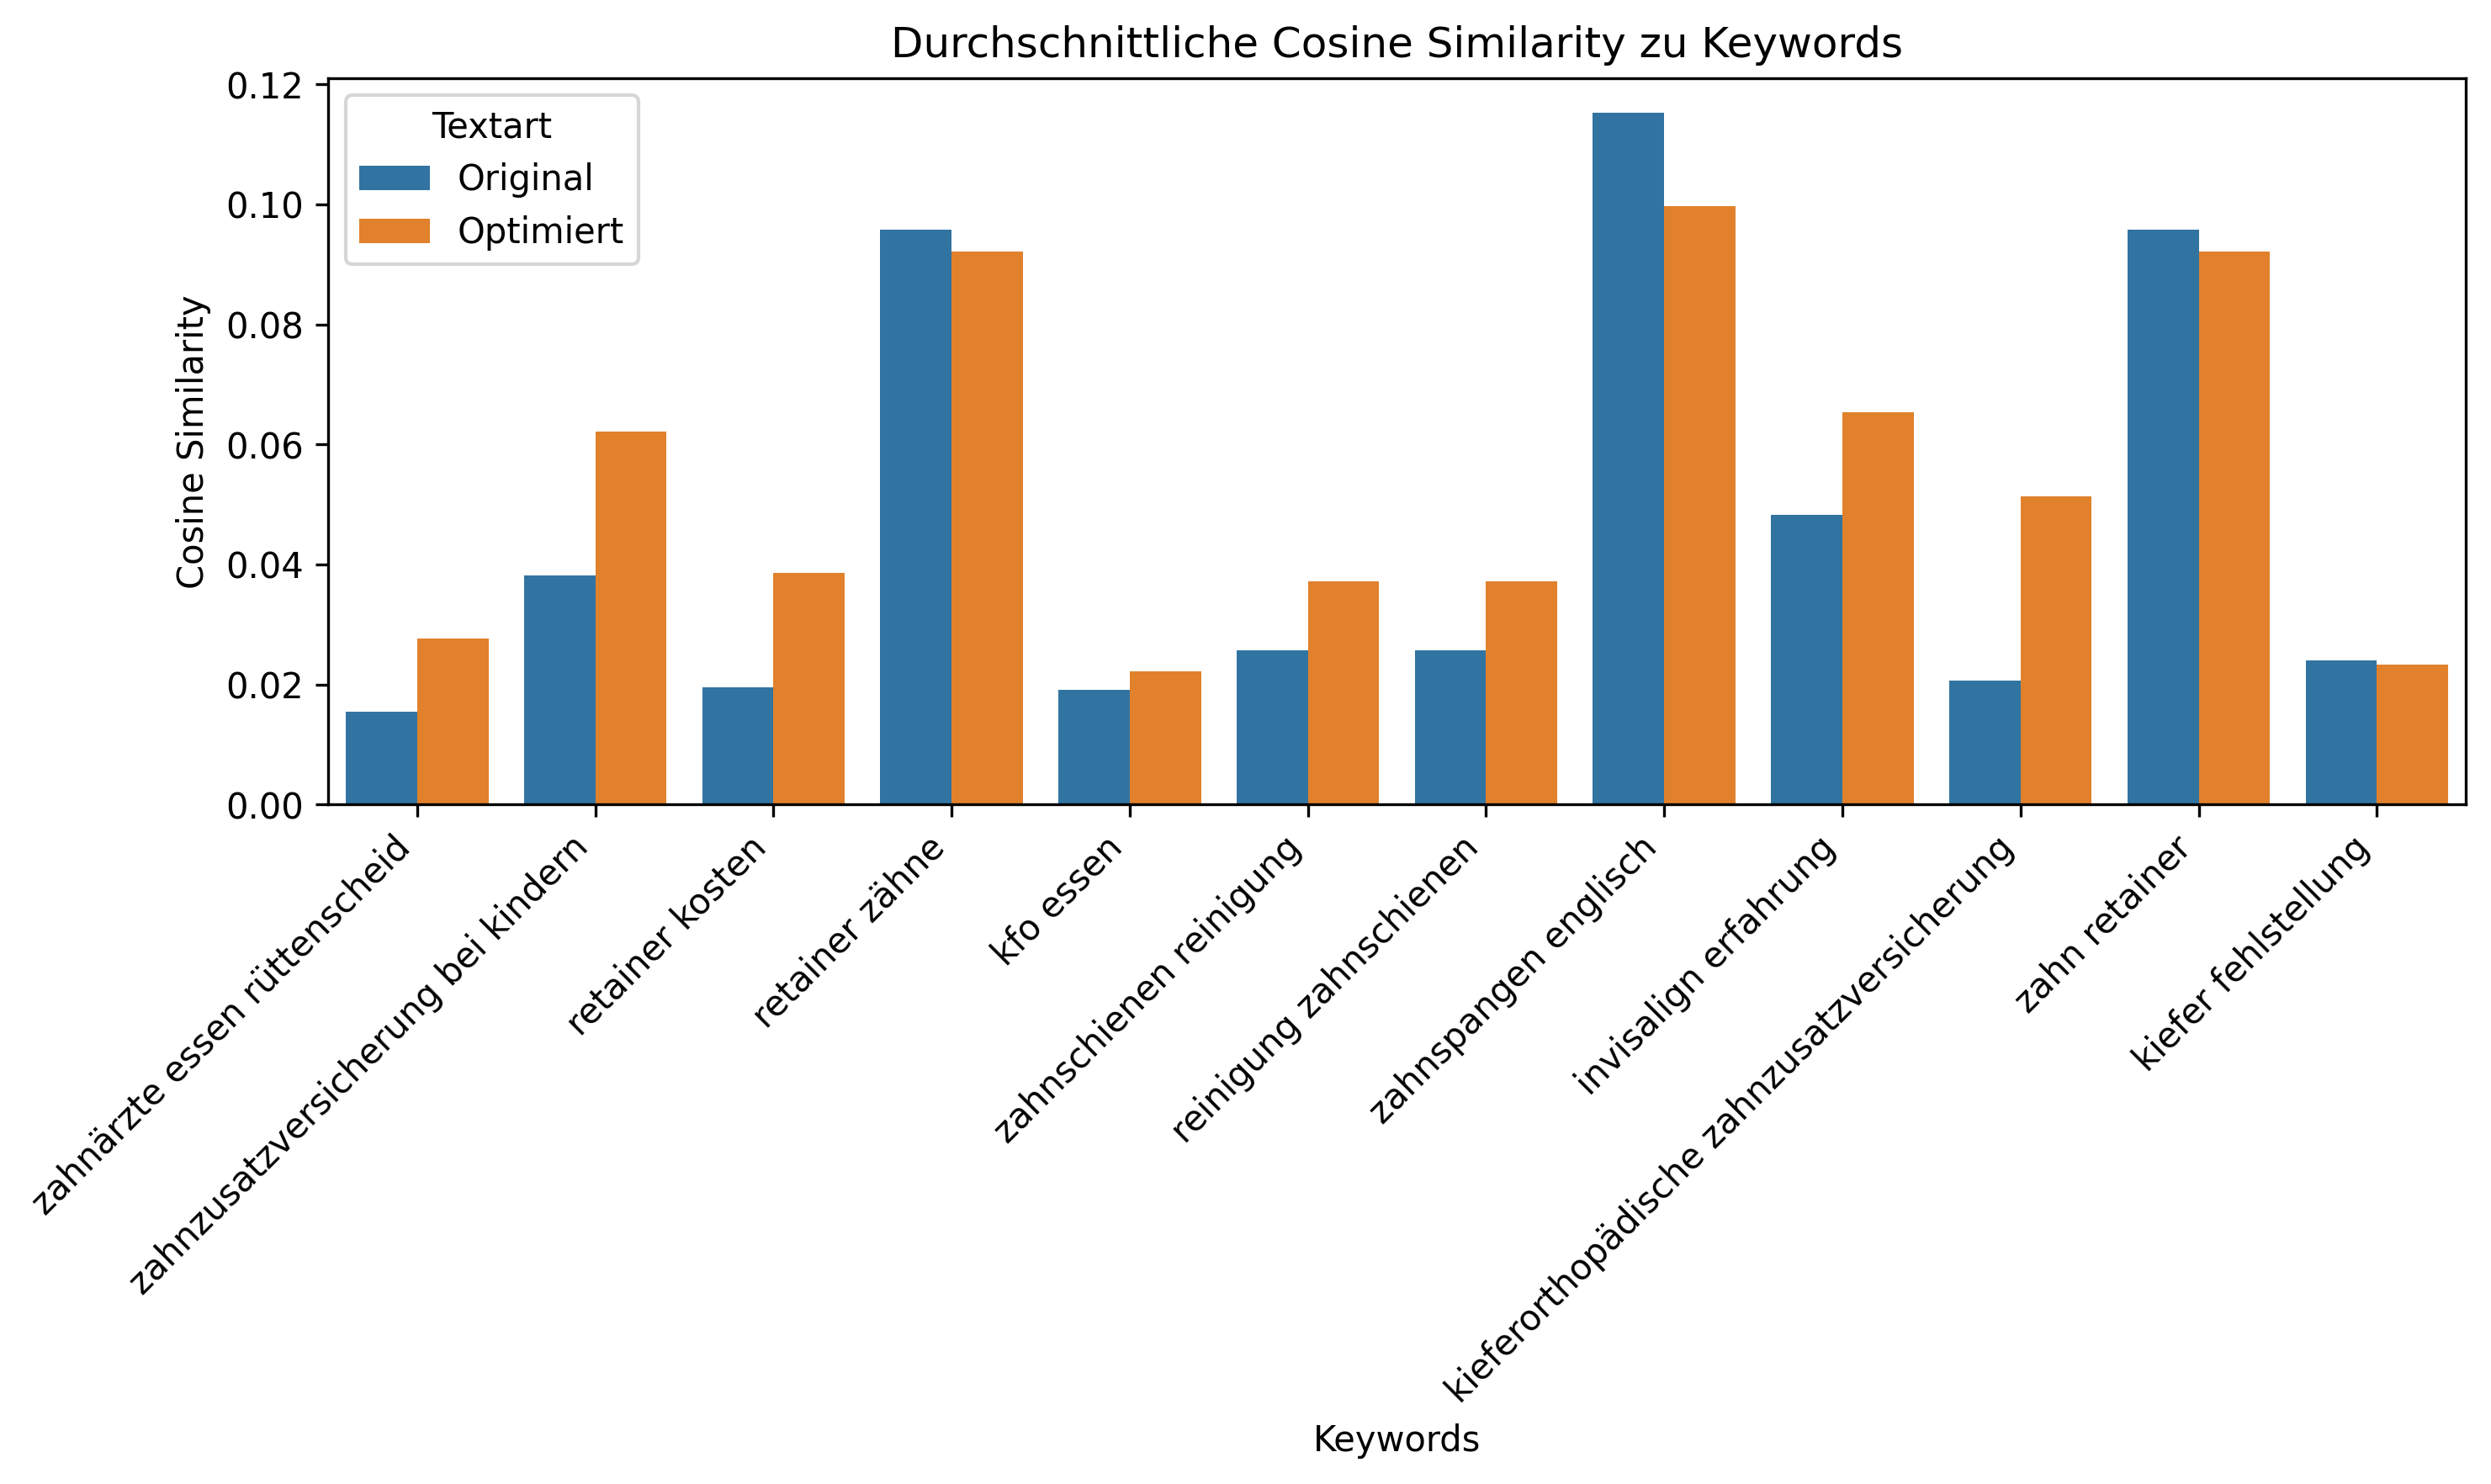 Durchschnittliche Cosine Similarity zu Keywords
Textart
Original
Optimiert
Cosine Similarity
0.12
0.10
0.08
0.06
0.04
0.02
0.00
zahnärzte essen rüttenscheid
zahnzusatzversicherung bei kindern
retainer kosten
retainer zähne
kfo essen
zahnschienen reinigung
reinigung zahnschienen
zahnspangen englisch
invisalign erfahrung
kieferorthopädische zahnzusatzversicherung
zahn retainer
kiefer fehlstellung
Keywords